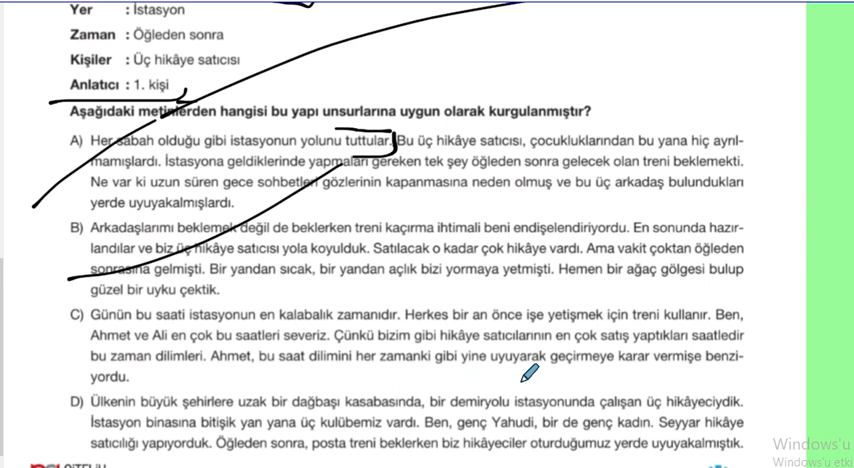 Yer : İstasyon
Zaman : Öğleden sonra
Kişiler : Üç hikâye satıcısı
Anlatıcı : 1. kişi
Aşağıdaki metinlerden hangisi bu yapı unsurlarına uygun olarak kurgulanmıştır?
A) Her sabah olduğu gibi istasyonun yolunu tuttular. Bu üç hikâye satıcısı, çocukluklarından bu yana hiç ayrıl-
mamışlardı. İstasyona geldiklerinde yapmaları gereken tek şey öğleden sonra gelecek olan treni beklemekti.
Ne var ki uzun süren gece sohbetleri gözlerinin kapanmasına neden olmuş ve bu üç arkadaş bulundukları
yerde uyuyakalmışlardı.
B) Arkadaşlarımı beklemek değil de beklerken treni kaçırma ihtimali beni endişelendiriyordu. En sonunda hazır-
landılar ve biz üç hikâye satıcısı yola koyulduk. Satılacak o kadar çok hikâye vardı. Ama vakit çoktan öğleden
sonrasına gelmişti. Bir yandan sıcak, bir yandan açlık bizi yormaya yetmişti. Hemen bir ağaç gölgesi bulup
güzel bir uyku çektik.
C) Günün bu saati istasyonun en kalabalık zamanıdır. Herkes bir an önce işe yetişmek için treni kullanır. Ben,
Ahmet ve Ali en çok bu saatleri severiz. Çünkü bizim gibi hikâye satıcılarının en çok satış yaptıkları saatledir
bu zaman dilimleri. Ahmet, bu saat dilimini her zamanki gibi yine uyuyarak geçirmeye karar vermişe benzi-
yordu.
D) Ülkenin büyük şehirlere uzak bir dağbaşı kasabasında, bir demiryolu istasyonunda çalışan üç hikâyeciydik.
İstasyon binasına bitişik yan yana üç kulübemiz vardı. Ben, genç Yahudi, bir de genç kadın. Seyyar hikâye
satıcılığı yapıyorduk. Öğleden sonra, posta treni beklerken biz hikâyeciler oturduğumuz yerde uyuyakalmıştık.
Windows'u
Windows'u etki